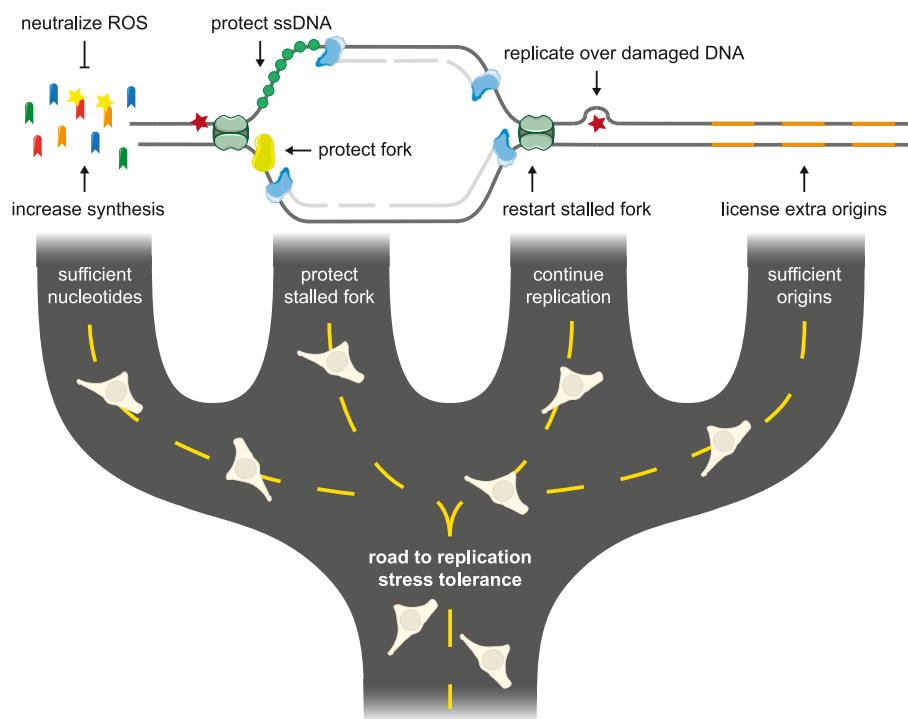 neutralize ROS
protect ssDNA
replicate over damaged DNA
protect fork
increase synthesis
restart stalled fork
license extra origins
sufficient
nucleotides
protect
stalled fork
continue
replication
sufficient
origins
road to replication
stress tolerance